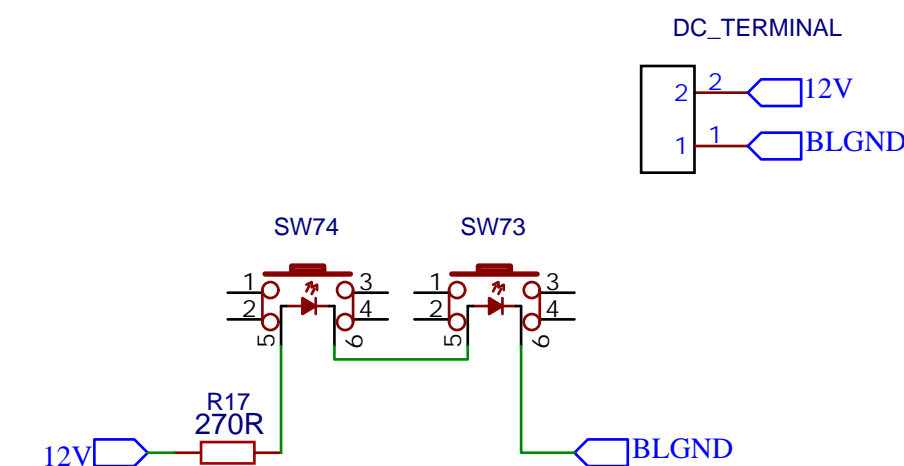 DC_TERMINAL
2 2 12V
1 1 BLGND
SW74 SW73
1 3 1 3
2 4 2 4
5 6 5 6
R17
270R
12V BLGND